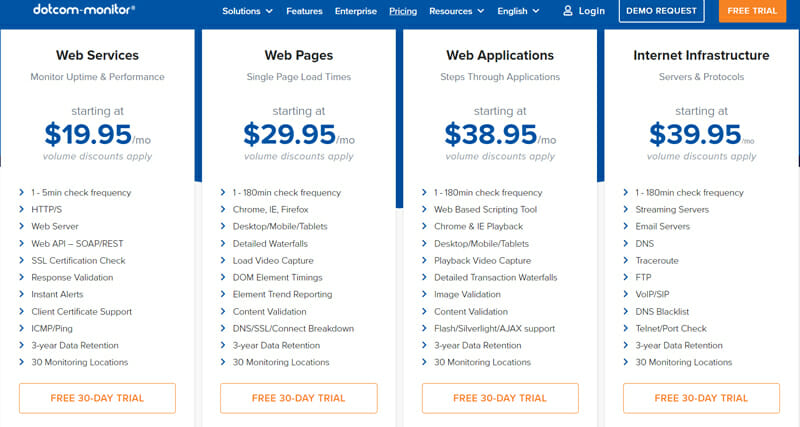 dotcom-monitor®
Solutions Features Enterprise Pricing Resources English Login DEMO REQUEST FREE TRIAL
Web Services
Monitor Uptime & Performance
starting at
$19.95/mo
volume discounts apply
1 - 5min check frequency
HTTP/S
Web Server
Web API – SOAP/REST
SSL Certification Check
Response Validation
Instant Alerts
Client Certificate Support
ICMP/Ping
3-year Data Retention
30 Monitoring Locations
FREE 30-DAY TRIAL
Web Pages
Single Page Load Times
starting at
$29.95/mo
volume discounts apply
1 - 180min check frequency
Chrome, IE, Firefox
Desktop/Mobile/Tablets
Detailed Waterfalls
Load Video Capture
DOM Element Timings
Element Trend Reporting
Content Validation
DNS/SSL/Connect Breakdown
3-year Data Retention
30 Monitoring Locations
FREE 30-DAY TRIAL
Web Applications
Steps Through Applications
starting at
$38.95/mo
volume discounts apply
1 - 180min check frequency
Web Based Scripting Tool
Chrome & IE Playback
Desktop/Mobile/Tablets
Playback Video Capture
Detailed Transaction Waterfalls
Image Validation
Content Validation
Flash/Silverlight/AJAX support
3-year Data Retention
30 Monitoring Locations
FREE 30-DAY TRIAL
Internet Infrastructure
Servers & Protocols
starting at
$39.95/mo
volume discounts apply
1 - 180min check frequency
Streaming Servers
Email Servers
DNS
Traceroute
FTP
VoIP/SIP
DNS Blacklist
Telnet/Port Check
3-year Data Retention
30 Monitoring Locations
FREE 30-DAY TRIAL